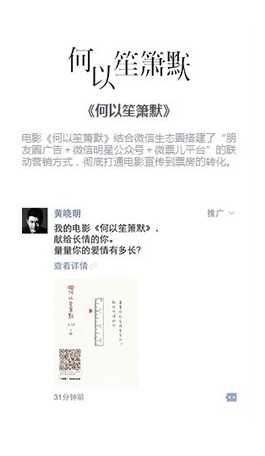 何以笙箫默
《何以笙箫默》
电影《何以笙箫默》结合微信生态圈搭建了“朋
友圈广告＋微信明星公众号＋微票儿平台”的联
动营销方式，彻底打通电影宣传到票房的转化。
黄晓明
推广
我的电影《何以笙箫默》，
献给长情的你。
量量你的爱情有多长？
查看详情
31分钟前